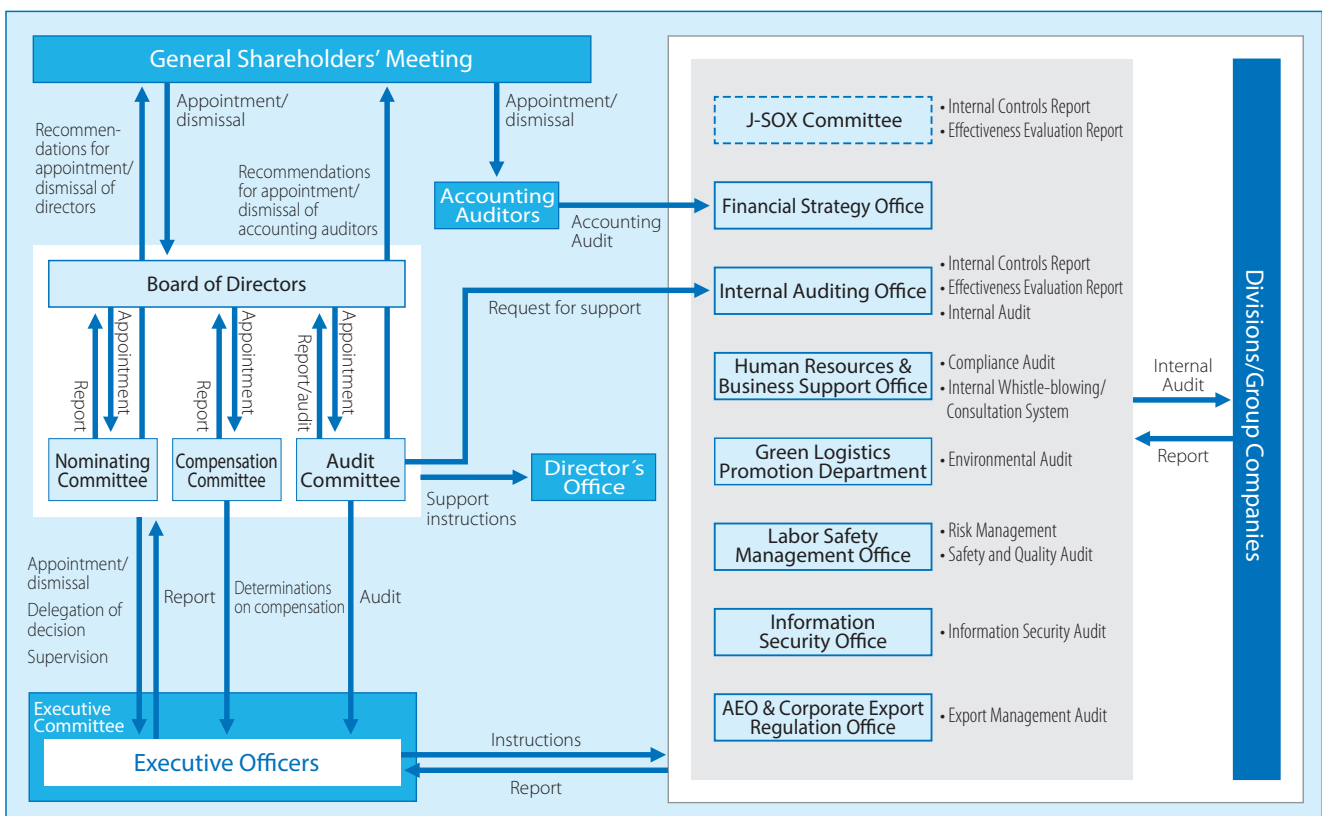 General Shareholders' Meeting
Appointment/
dismissal
Recommen-
dations for
appointment/
dismissal of
directors
Recommendations
for appointment/
dismissal of
accounting auditors
Appointment/
dismissal
Accounting
Auditors
Accounting
Audit
Board of Directors
Report
Appointment
Report
Appointment
Report/audit
Appointment
Nominating
Committee
Compensation
Committee
Audit
Committee
Request for support
Support
instructions
Director´s
Office
Appointment/
dismissal
Delegation of
decision
Supervision
Report
Determinations
on compensation
Audit
Executive
Committee
Executive Officers
Instructions
Report
J-SOX Committee
• Internal Controls Report
• Effectiveness Evaluation Report
Financial Strategy Office
Internal Auditing Office
• Internal Controls Report
• Effectiveness Evaluation Report
• Internal Audit
Human Resources &
Business Support Office
• Compliance Audit
• Internal Whistle-blowing/
Consultation System
Green Logistics
Promotion Department
• Environmental Audit
Labor Safety
Management Office
• Risk Management
• Safety and Quality Audit
Information
Security Office
• Information Security Audit
AEO & Corporate Export
Regulation Office
• Export Management Audit
Internal
Audit
Report
Divisions/Group Companies